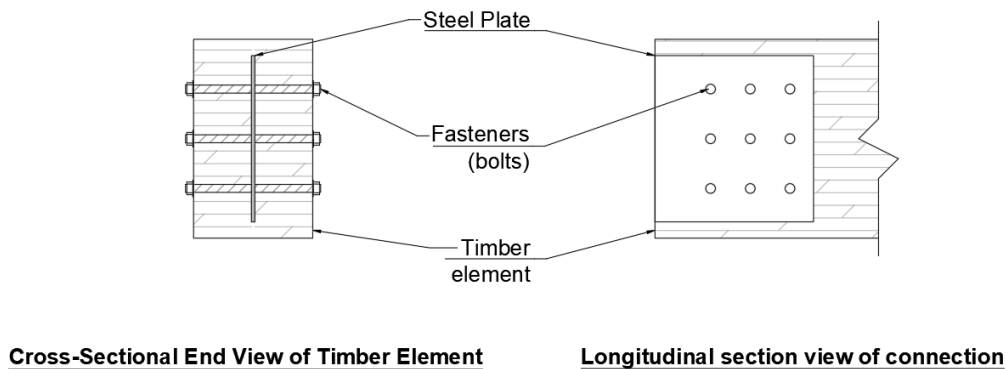 Steel Plate
Fasteners
(bolts)
Timber
element
Cross-Sectional End View of Timber Element
Longitudinal section view of connection